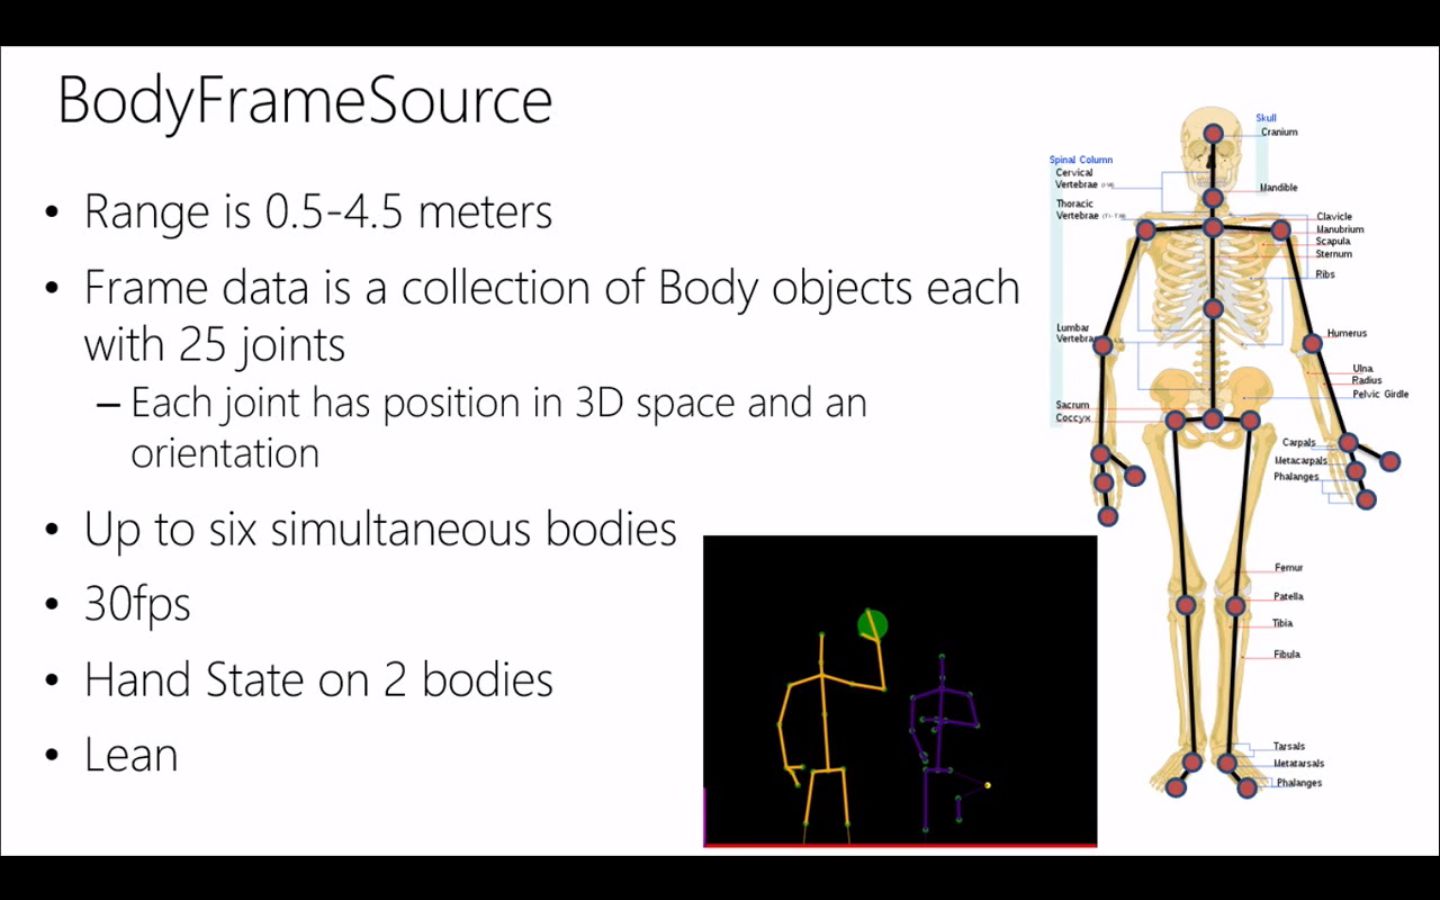 BodyFrameSource
• Range is 0.5-4.5 meters
• Frame data is a collection of Body objects each
with 25 joints
– Each joint has position in 3D space and an
orientation
• Up to six simultaneous bodies
• 30fps
• Hand State on 2 bodies
• Lean
Skull
Cranium
Mandible
Spinal Column
Cervical
Vertebrae
Thoracic
Vertebrae
Lumbar
Sacrum
Coccyx
Clavicle
Manubrium
Scapula
Sternum
Ribs
Humerus
Ulna
Radius
Pelvic Girdle
Carpals
Metacarpals
Phalanges
Femur
Patella
Tibia
Fibula
Tarsals
Metatarsals
Phalanges